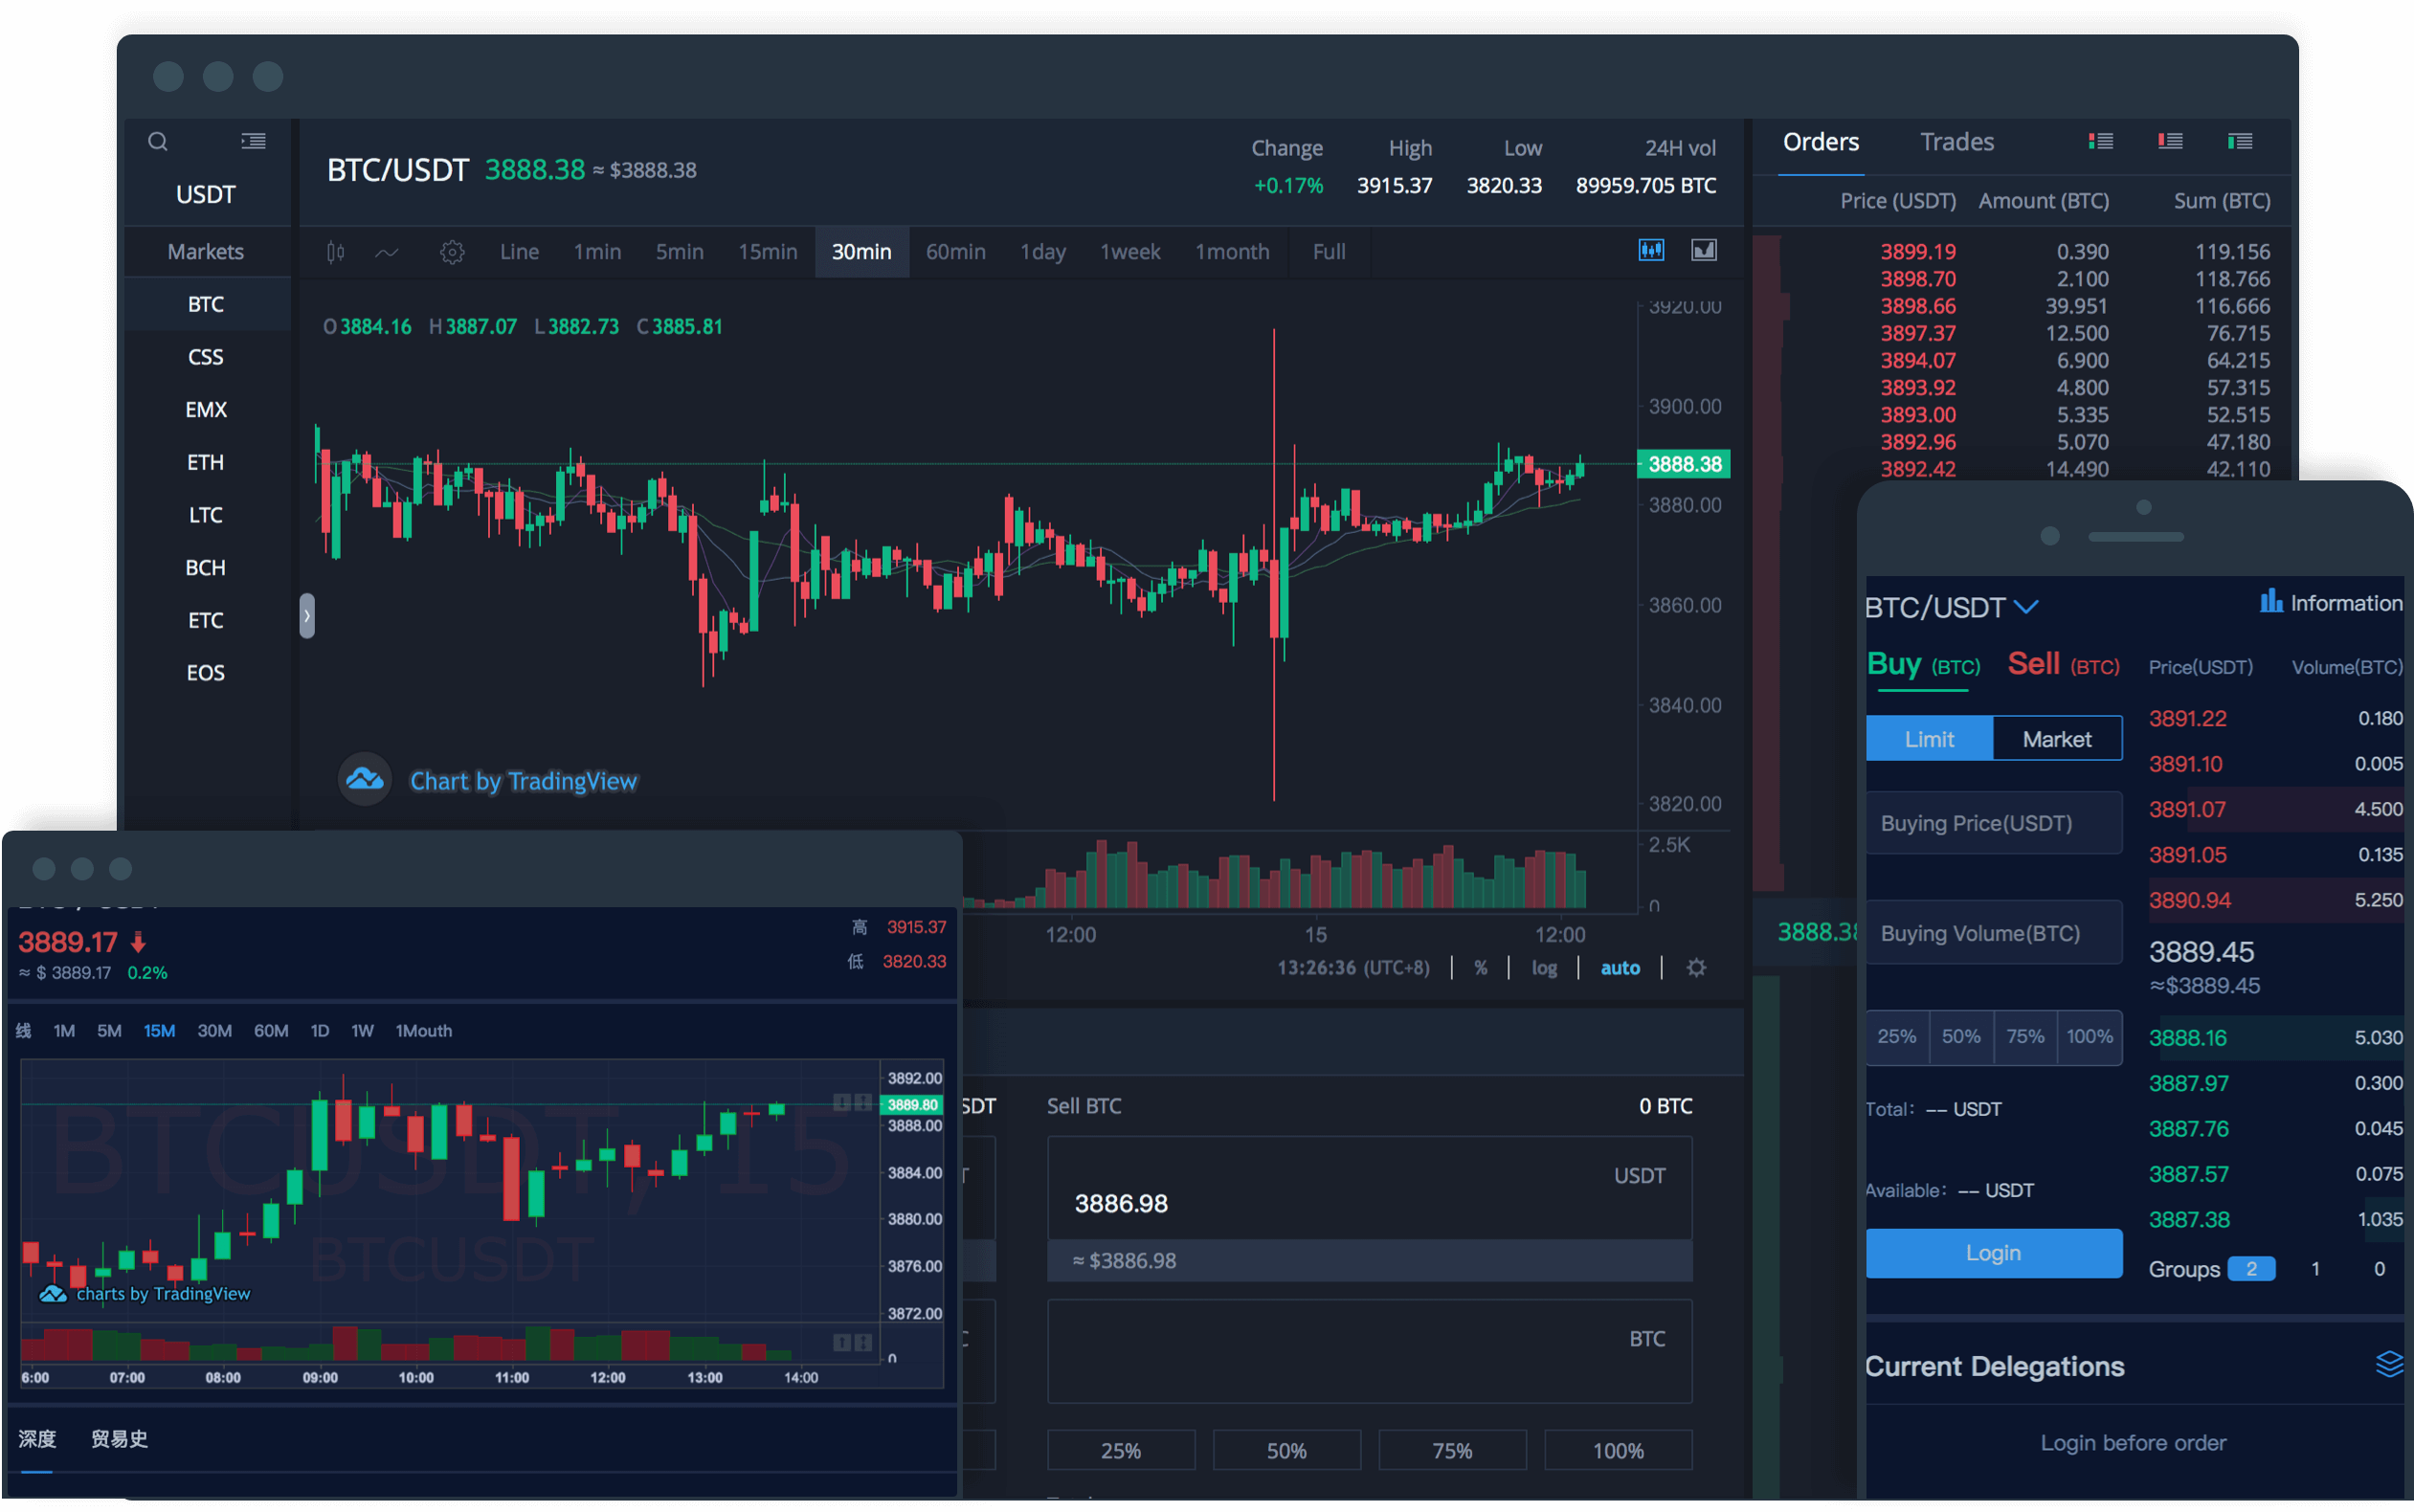 USDT
Markets
BTC
CSS
EMX
ETH
LTC
BCH
ETC
EOS
BTC/USDT 3888.38 ≈ $3888.38
Change High Low 24H vol
+0.17% 3915.37 3820.33 89959.705 BTC
Line 1min 5min 15min 30min 60min 1day 1week 1month Full
O 3884.16 H 3887.07 L 3882.73 C 3885.81
3920.00
3900.00
3888.38
3880.00
3860.00
3840.00
3820.00
Chart by TradingView
2.5K
0
12:00 15 12:00
13:26:36 (UTC+8) % log auto
Orders Trades
Price (USDT) Amount (BTC) Sum (BTC)
3899.19 0.390 119.156
3898.70 2.100 118.766
3898.66 39.951 116.666
3897.37 12.500 76.715
3894.07 6.900 64.215
3893.92 4.800 57.315
3893.00 5.335 52.515
3892.96 5.070 47.180
3892.42 14.490 42.110
3888.38
Sell BTC 0 BTC
USDT
3886.98
≈ $3886.98
BTC
25% 50% 75% 100%
3889.17
≈ $ 3889.17 0.2%
高 3915.37
低 3820.33
线 1M 5M 15M 30M 60M 1D 1W 1Mouth
BTCUSDT, 15
BTCUSDT
3892.00
3889.80
3888.00
3884.00
3880.00
3876.00
3872.00
0
charts by TradingView
6:00 07:00 08:00 09:00 10:00 11:00 12:00 13:00 14:00
深度 贸易史
BTC/USDT Information
Buy (BTC) Sell (BTC) Price(USDT) Volume(BTC)
Limit Market
Buying Price(USDT)
Buying Volume(BTC)
25% 50% 75% 100%
Total: -- USDT
Available: -- USDT
Login
3891.22 0.180
3891.10 0.005
3891.07 4.500
3891.05 0.135
3890.94 5.250
3889.45
≈$3889.45
3888.16 5.030
3887.97 0.300
3887.76 0.045
3887.57 0.075
3887.38 1.035
Groups 2 1 0
Current Delegations
Login before order